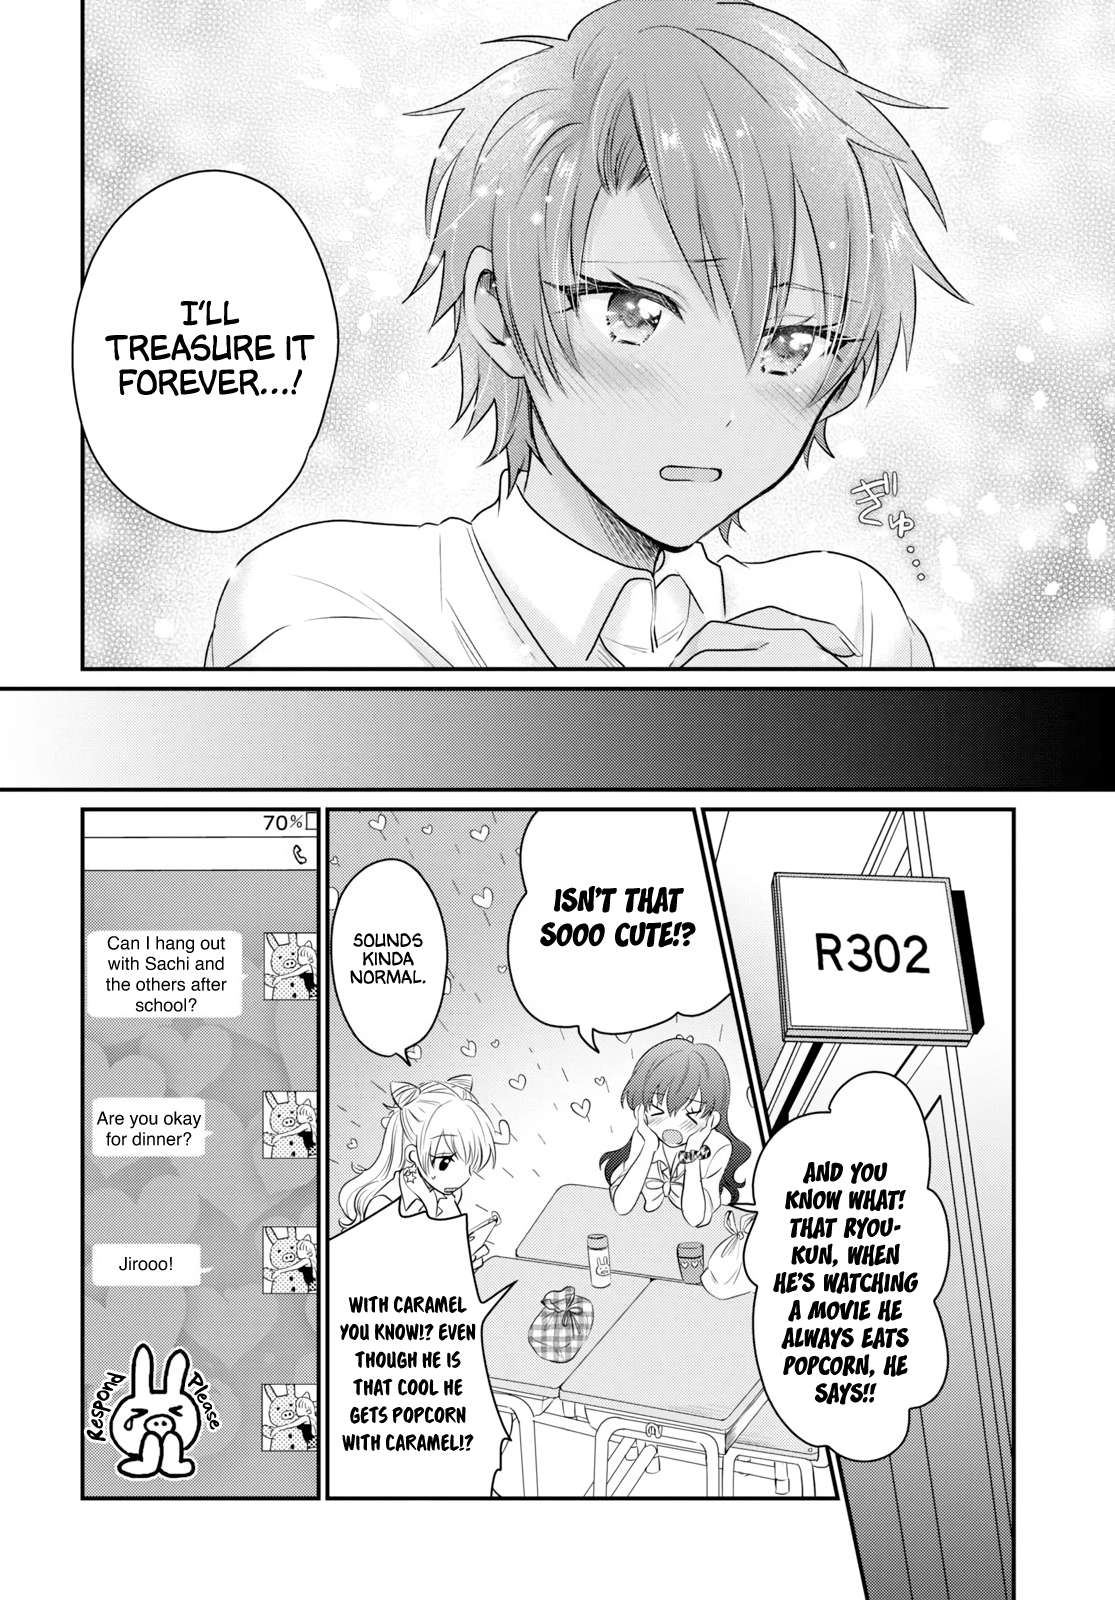 I'LL
TREASURE IT
FOREVER...!
ぎゅ...
R302
AND YOU
KNOW WHAT!
THAT RYOU-
KUN, WHEN
HE'S WATCHING
A MOVIE HE
ALWAYS EATS
POPCORN, HE
SAYS!!
ISN'T THAT
SOOO CUTE!?
SOUNDS
KINDA
NORMAL.
WITH CARAMEL
YOU KNOW!? EVEN
THOUGH HE IS
THAT COOL HE
GETS POPCORN
WITH CARAMEL!?
70%
Can I hang out
with Sachi and
the others after
school?
Are you okay
for dinner?
Jirooo!
Respond
Please